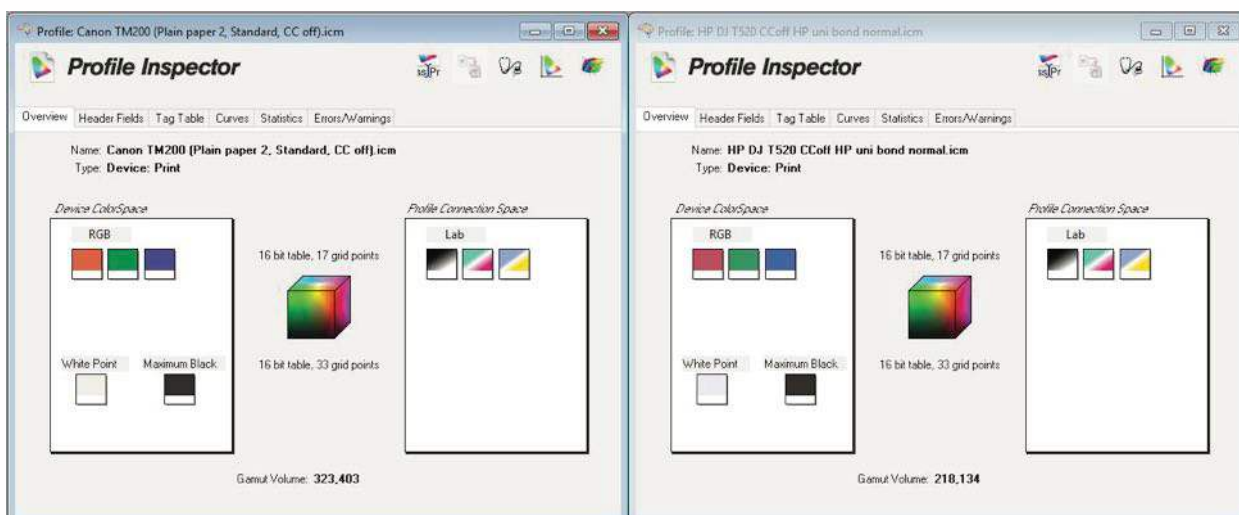 Profile: Canon TM200 (Plain paper 2, Standard, CC off).icm
Profile Inspector
Overview Header Fields Tag Table Curves Statistics Errors/Warnings
Name: Canon TM200 (Plain paper 2, Standard, CC off).icm
Type: Device: Print
Device ColorSpace
Profile Connection Space
RGB
Lab
16 bit table, 17 grid points
White Point
Maximum Black
16 bit table, 33 grid points
Gamut Volume: 323,403
Profile: HP DJ T520 CCoff HP uni bond normal.icm
Profile Inspector
Overview Header Fields Tag Table Curves Statistics Errors/Warnings
Name: HP DJ T520 CCoff HP uni bond normal.icm
Type: Device: Print
Device ColorSpace
Profile Connection Space
RGB
Lab
16 bit table, 17 grid points
White Point
Maximum Black
16 bit table, 33 grid points
Gamut Volume: 218,134